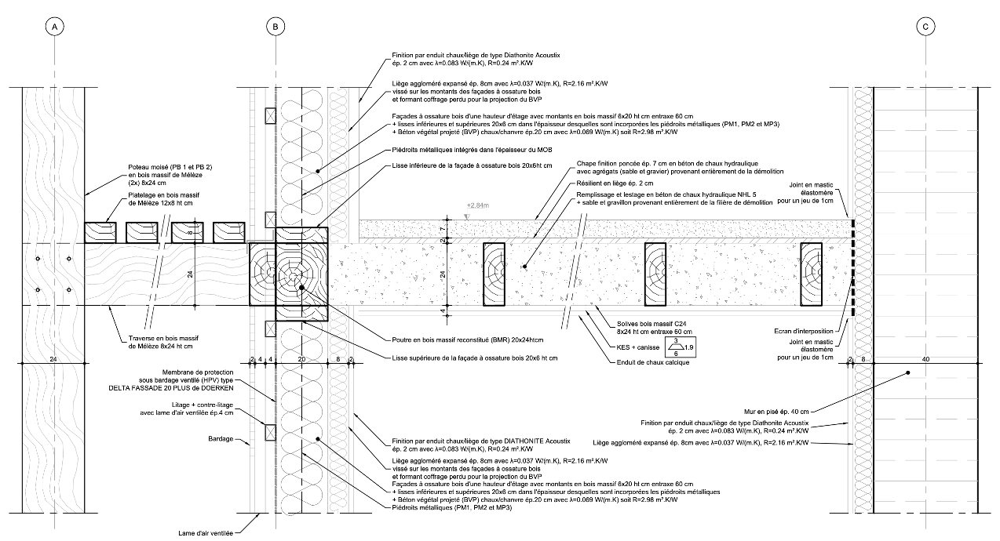 A
B
C
Finition par enduit chaux/liège de type Diathonite Acoustix
ép. 2 cm avec λ=0.083 W/(m.K), R=0.24 m².K/W
Liège aggloméré expansé ép. 8cm avec λ=0.037 W/(m.K), R=2.16 m².K/W
vissé sur les montants des façades à ossature bois
et formant coffrage perdu pour la projection du BVP
Façades à ossature bois d'une hauteur d'étage avec montants en bois massif 6x20 ht cm entraxe 60 cm
+ lisses inférieures et supérieures 20x6 cm dans l'épaisseur desquelles sont incorporées les piédroits métalliques (PM1, PM2 et MP3)
+ Béton végétal projeté (BVP) chaux/chanvre ép.20 cm avec λ=0.069 W/(m.K) soit R=2.98 m².K/W
Piédroits métalliques intégrés dans l'épaisseur du MOB
Lisse inférieure de la façade à ossature bois 20x6ht cm
Chape finition poncée ép. 7 cm en béton de chaux hydraulique
avec agrégats (sable et gravier) provenant entièrement de la démolition
Résilient en liège ép. 2 cm
Remplissage et lestage en béton de chaux hydraulique NHL 5
+ sable et gravillon provenant entièrement de la filière de démolition
Joint en mastic
élastomère
pour un jeu de 1cm
Poteau moisé (PB 1 et PB 2)
en bois massif de Mélèze
(2x) 8x24 cm
Platelage en bois massif
de Mélèze 12x8 ht cm
+2.84m
8
24
7
2
24
4
Traverse en bois massif
de Mélèze 8x24 ht cm
Solives bois massif C24
8x24 ht cm entraxe 60 cm
KES + canisse
3
1.9
6
Enduit de chaux calcique
Ecran d'interposition
Joint en mastic
élastomère
pour un jeu de 1cm
Poutre en bois massif reconstitué (BMR) 20x24htcm
Lisse supérieure de la façade à ossature bois 20x6 ht cm
24
2
4
4
20
8
2
2
8
40
Membrane de protection
sous bardage ventilé (HPV) type
DELTA FASSADE 20 PLUS de DOERKEN
Litage + contre-litage
avec lame d'air ventilée ép.4 cm
Bardage
Mur en pisé ép. 40 cm
Finition par enduit chaux/liège de type Diathonite Acoustix
ép. 2 cm avec λ=0.083 W/(m.K), R=0.24 m².K/W
Liège aggloméré expansé ép. 8cm avec λ=0.037 W/(m.K), R=2.16 m².K/W
Finition par enduit chaux/liège de type DIATHONITE Acoustix
ép. 2 cm avec λ=0.083 W/(m.K), R=0.24 m².K/W
Liège aggloméré expansé ép. 8cm avec λ=0.037 W/(m.K), R=2.16 m².K/W
vissé sur les montants des façades à ossature bois
et formant coffrage perdu pour la projection du BVP
Façades à ossature bois d'une hauteur d'étage avec montants en bois massif 6x20 ht cm entraxe 60 cm
+ lisses inférieures et supérieures 20x6 cm dans l'épaisseur desquelles sont incorporées les piédroits métalliques
+ Béton végétal projeté (BVP) chaux/chanvre ép.20 cm avec λ=0.069 W/(m.K) soit R=2.98 m².K/W
Piédroits métalliques (PM1, PM2 et MP3)
Lame d'air ventilée